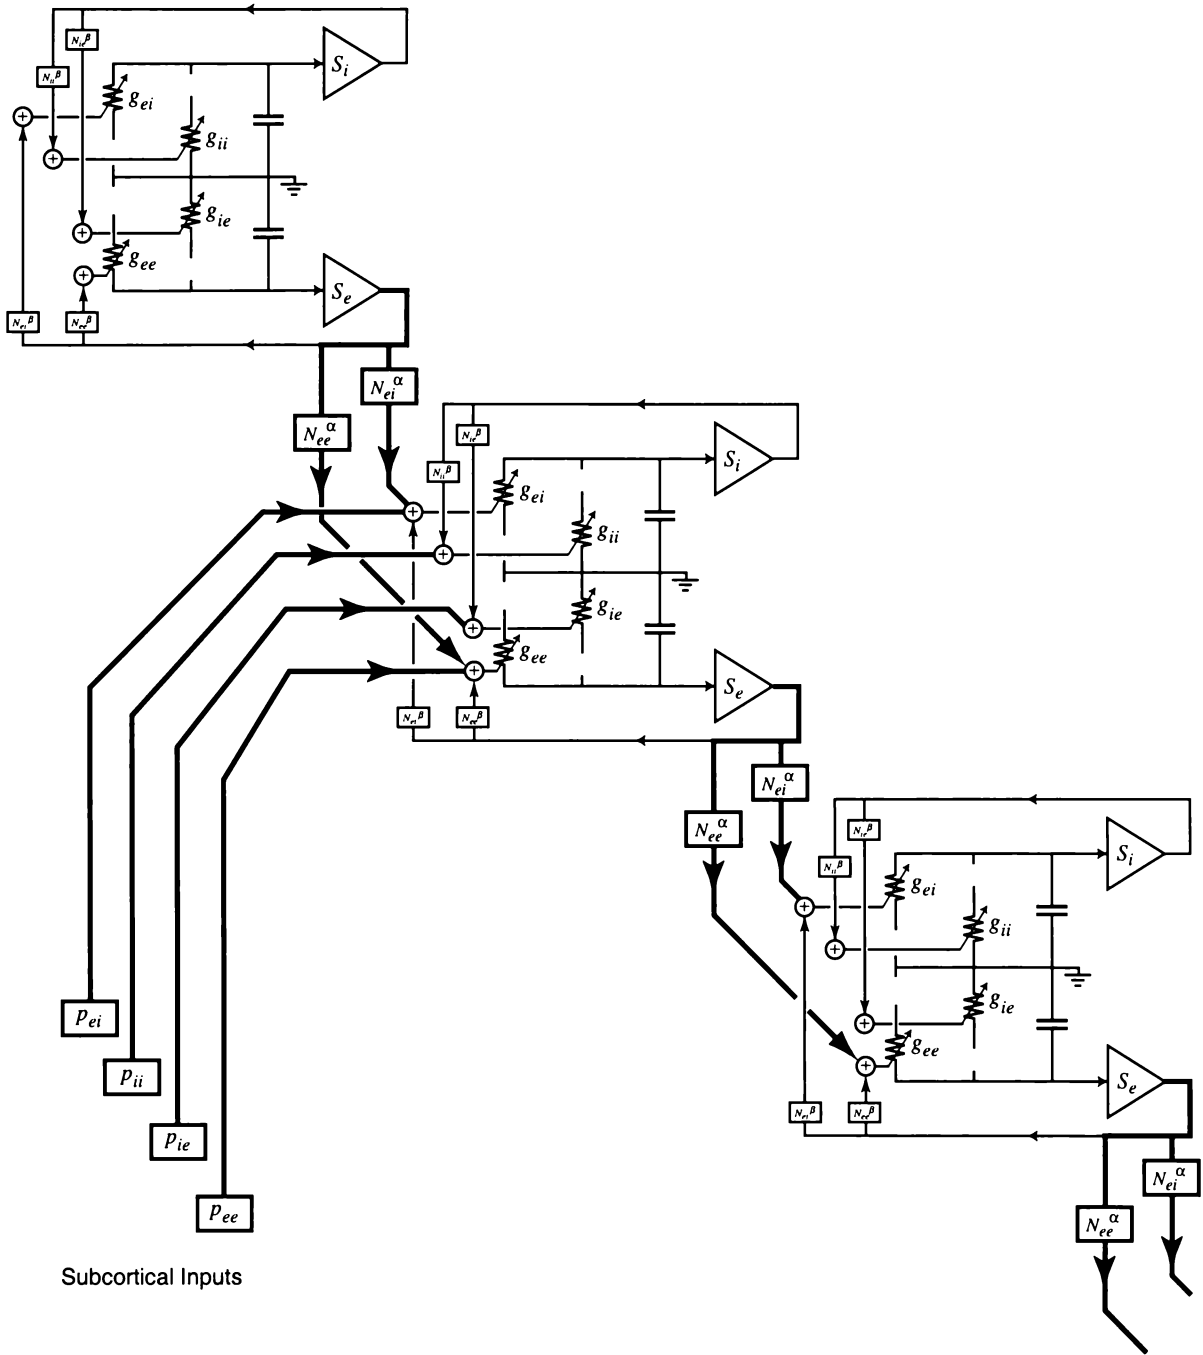 N_ie^β
S_i
N_ii^β
g_ei
g_ii
g_ie
g_ee
S_e
N_ei^β
N_ee^β
N_ei^α
N_ee^α
N_ie^β
S_i
N_ii^β
g_ei
g_ii
g_ie
g_ee
S_e
N_ei^β
N_ee^β
N_ei^α
N_ee^α
N_ie^β
S_i
N_ii^β
g_ei
g_ii
g_ie
g_ee
S_e
N_ei^β
N_ee^β
N_ei^α
N_ee^α
p_ei
p_ii
p_ie
p_ee
Subcortical Inputs